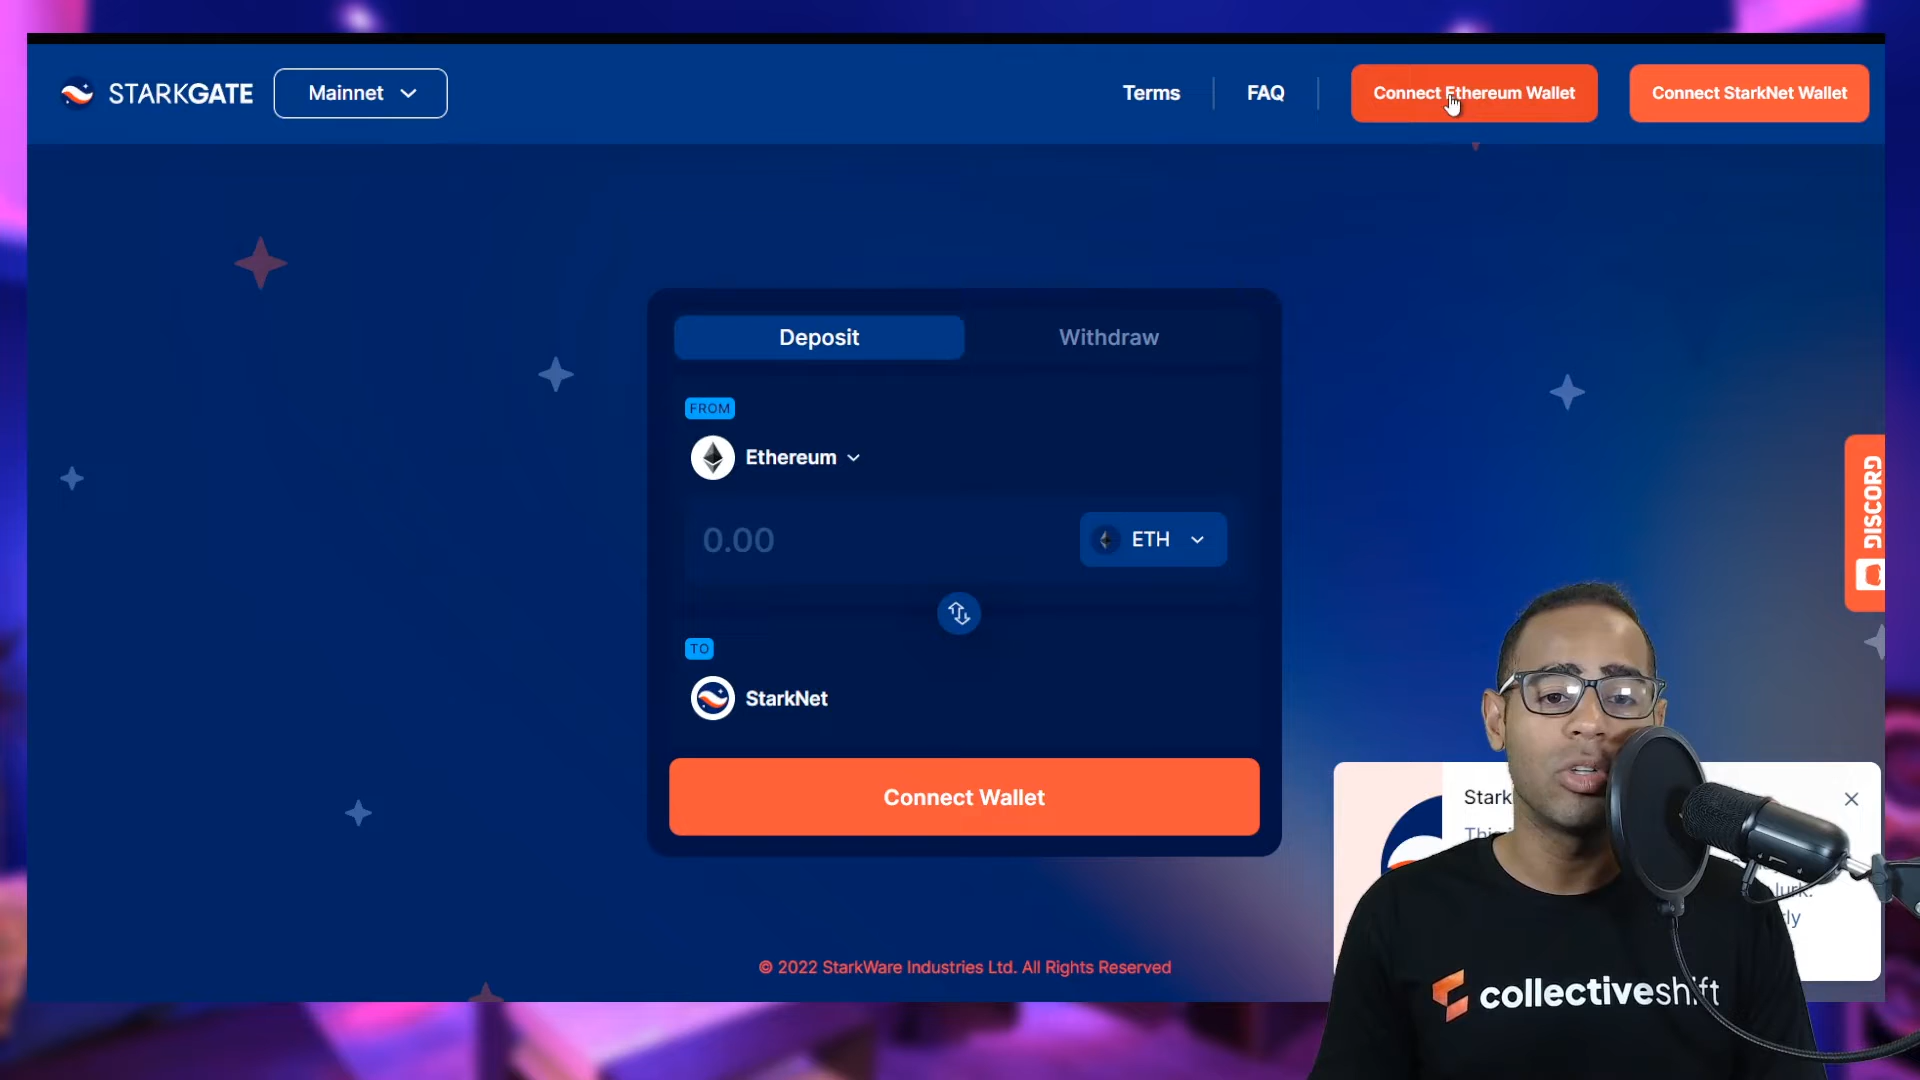 STARKGATE
Mainnet
Terms
FAQ
Connect Ethereum Wallet
Connect StarkNet Wallet
Deposit
Withdraw
FROM
Ethereum
0.00
ETH
TO
StarkNet
Connect Wallet
DISCORD
lurk.
© 2022 StarkWare Industries Ltd. All Rights Reserved
collectiveshift